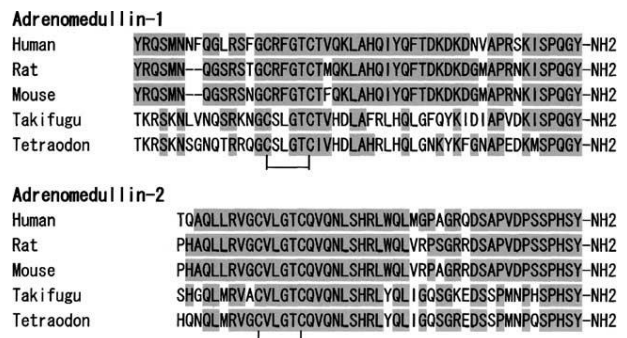 Adrenomedullin-1
Human YRQSMNNFQGLRSFGCRFGTCTVQKLAHQIYQFTDKDKDNVAPRSKISPQGY-NH2
Rat YRQSMN--QGSRSTGCRFGTCTMQKLAHQIYQFTDKDKDGMAPRNKISPQGY-NH2
Mouse YRQSMN--QGSRSNGCRFGTCTFQKLAHQIYQFTDKDKDGMAPRNKISPQGY-NH2
Takifugu TKRSKNLVNQSRKNGCSLGTCTVHDLAFRLHQLGFQYKIDIAPVDKISPQGY-NH2
Tetraodon TKRSKNSGNQTRRQGCSLGTCIVHDLAHRLHQLGNKYKFGNAPEDKMSPQGY-NH2
Adrenomedullin-2
Human TQAQLLRVGCVLGTCQVQNLSHRLWQLMGPAGRQDSAPVDPSSPHSY-NH2
Rat PHAQLLRVGCVLGTCQVQNLSHRLWQLVRPSGRRDSAPVDPSSPHSY-NH2
Mouse PHAQLLRVGCVLGTCQVQNLSHRLWQLVRPAGRRDSAPVDPSSPHSY-NH2
Takifugu SHGQLMRVACVLGTCQVQNLSHRLYQLIGQSGKEDSSPMNPHSPHSY-NH2
Tetraodon HQNQLMRVGCVLGTCQVQNLSHRLYQLIGQSGREDSSPMNPQSPHSY-NH2